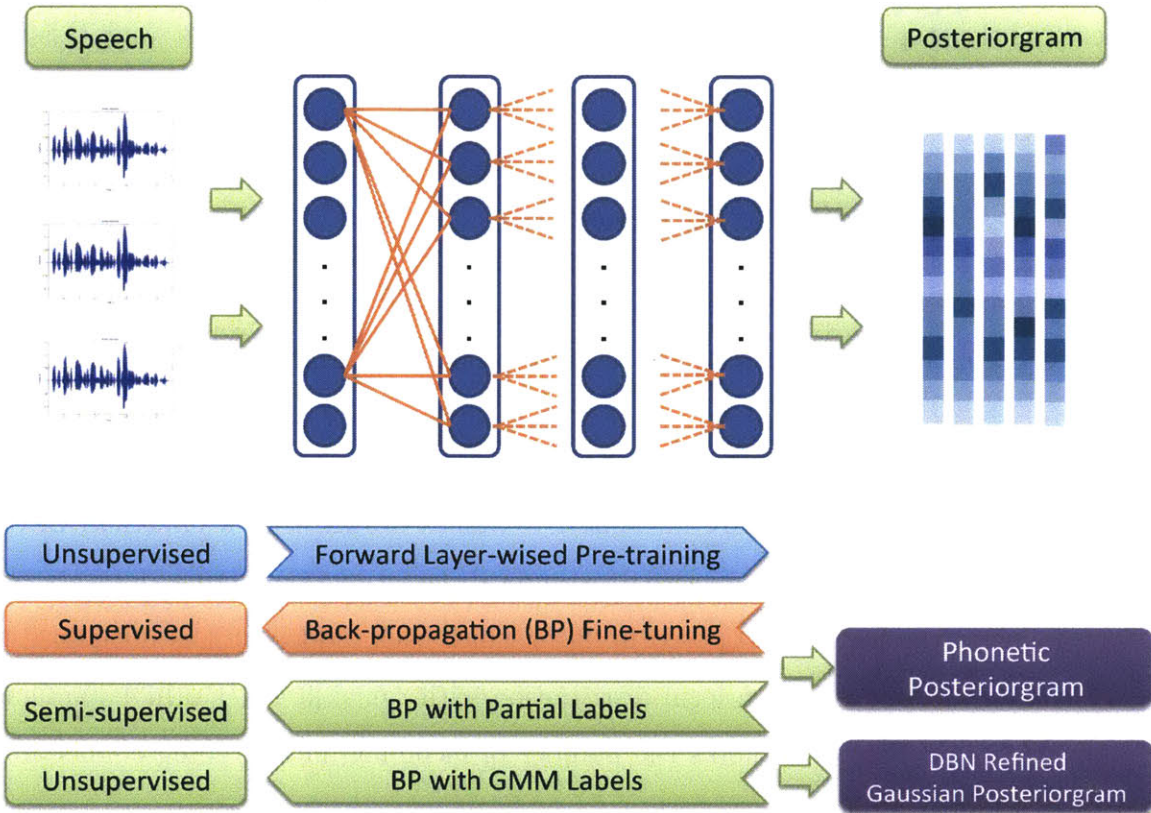 Speech
Posteriorgram
Unsupervised
Forward Layer-wised Pre-training
Supervised
Back-propagation (BP) Fine-tuning
Phonetic
Posteriorgram
Semi-supervised
BP with Partial Labels
Unsupervised
BP with GMM Labels
DBN Refined
Gaussian Posteriorgram